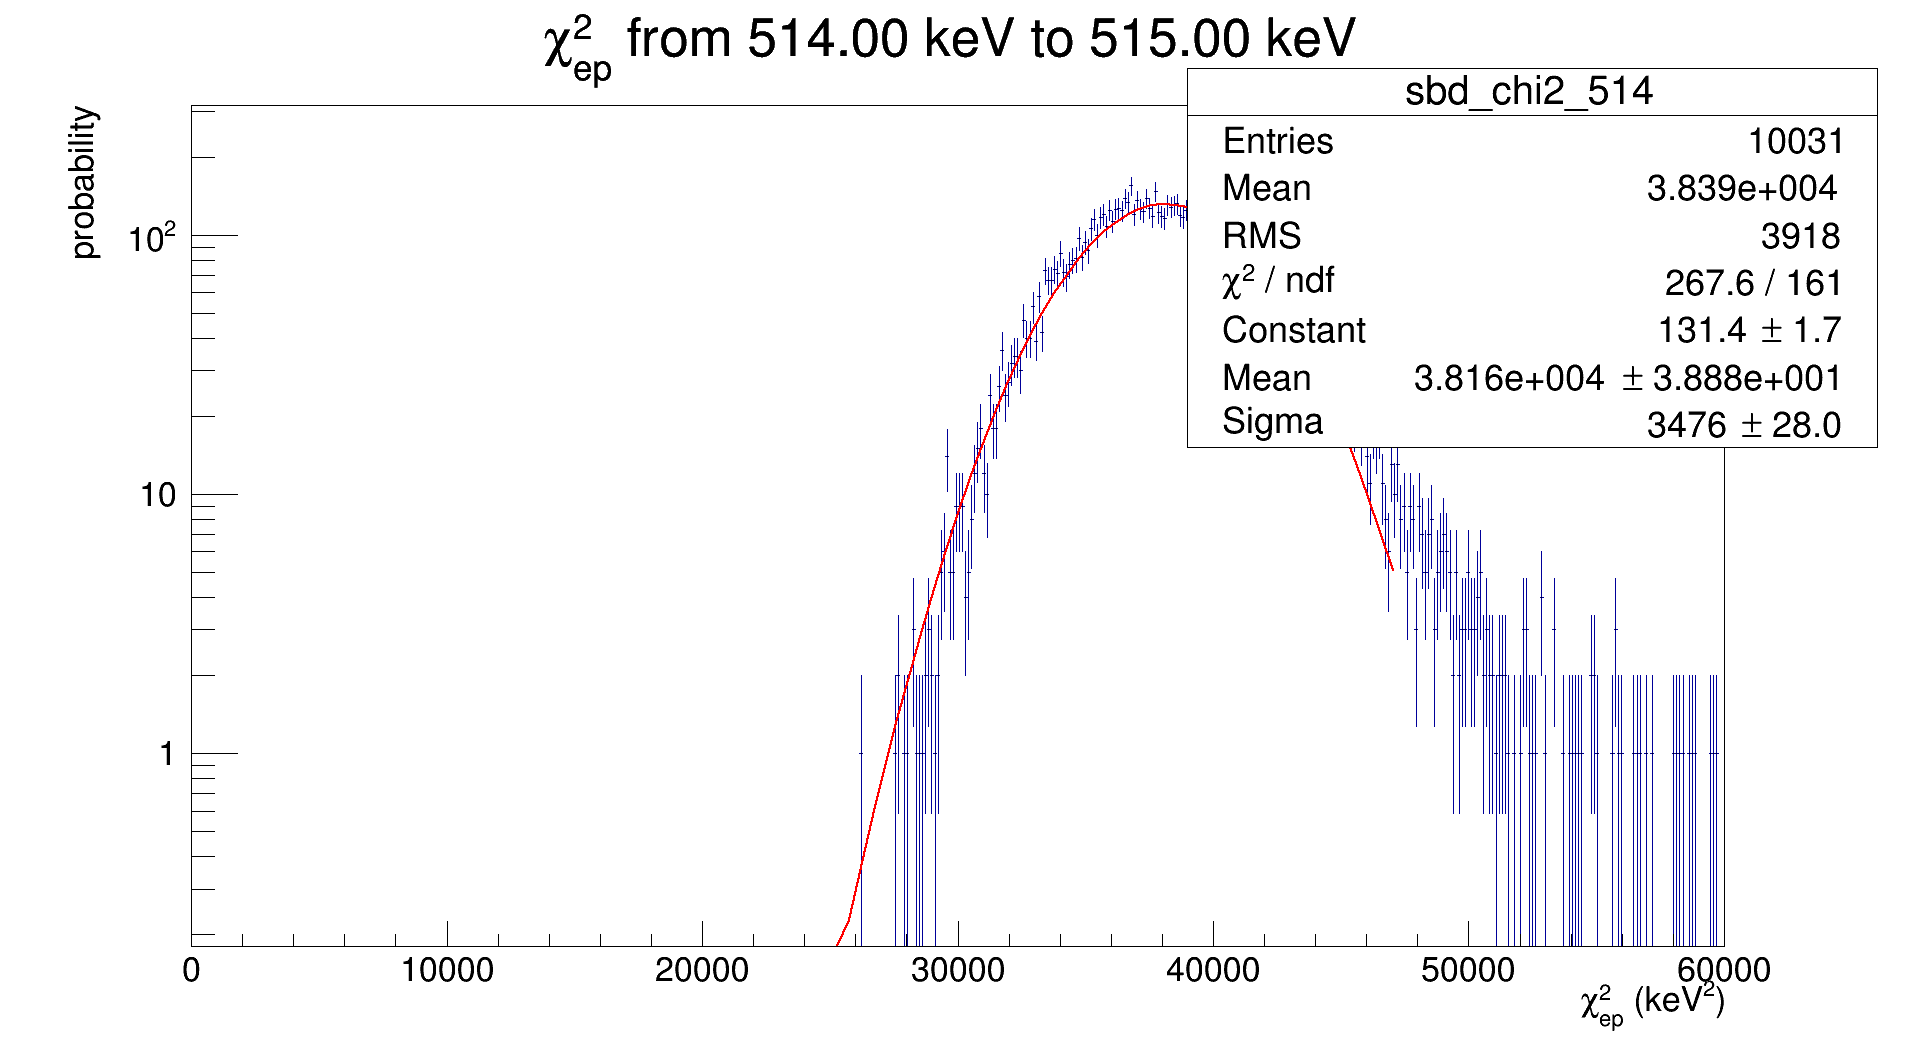 χ²ep from 514.00 keV to 515.00 keV
probability
sbd_chi2_514
Entries 10031
Mean 3.839e+004
RMS 3918
χ² / ndf 267.6 / 161
Constant 131.4 ± 1.7
Mean 3.816e+004 ± 3.888e+001
Sigma 3476 ± 28.0
10²
10
1
0 10000 20000 30000 40000 50000 60000
χ²ep (keV²)